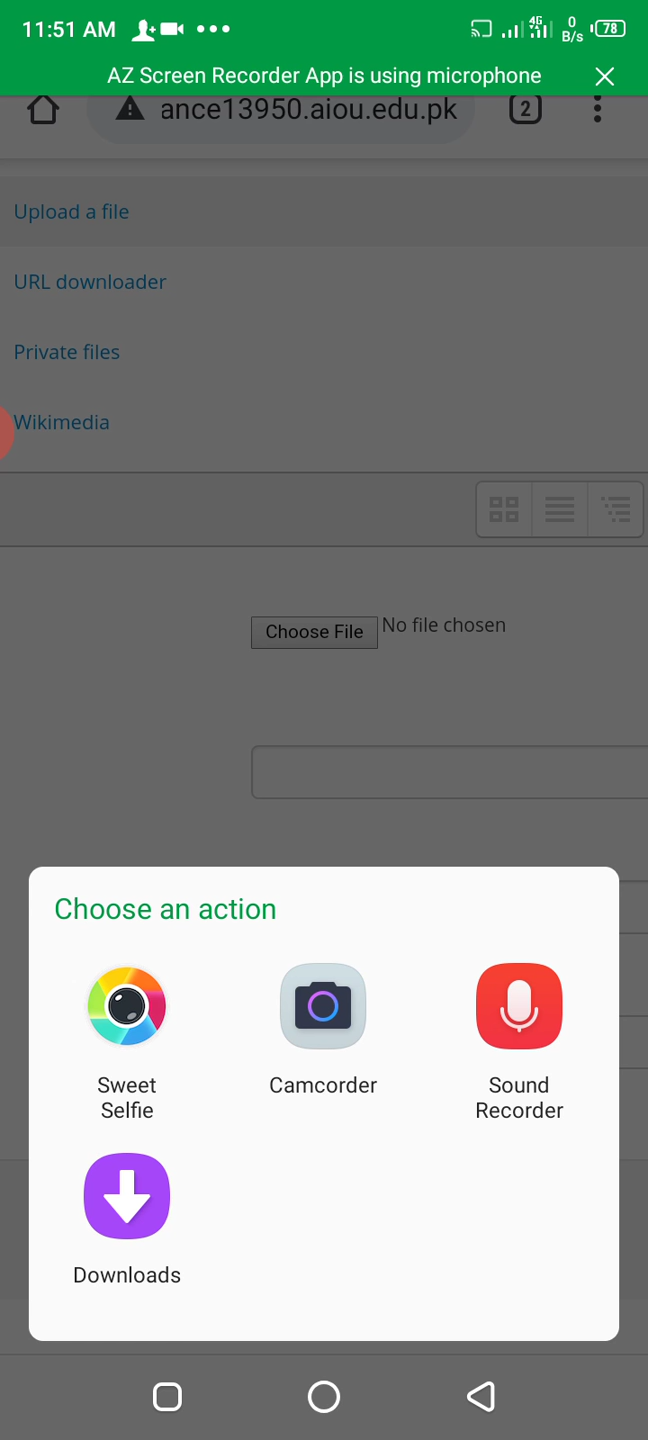 11:51 AM
4G
0
B/s
78
AZ Screen Recorder App is using microphone
ance13950.aiou.edu.pk
2
Upload a file
URL downloader
Private files
Wikimedia
Choose File No file chosen
Choose an action
Sweet
Selfie
Camcorder
Sound
Recorder
Downloads